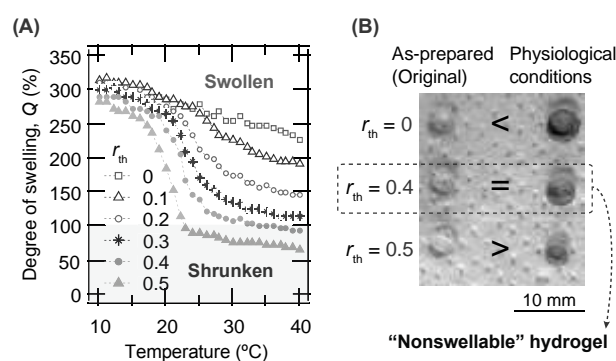 (A)
Degree of swelling, Q (%)
350
300
250
200
150
100
50
0
Swollen
r_th
0
0.1
0.2
0.3
0.4
0.5
Shrunken
10
20
30
40
Temperature (ºC)
(B)
As-prepared
(Original)
Physiological
conditions
r_th = 0
<
r_th = 0.4
=
r_th = 0.5
>
10 mm
“Nonswellable” hydrogel